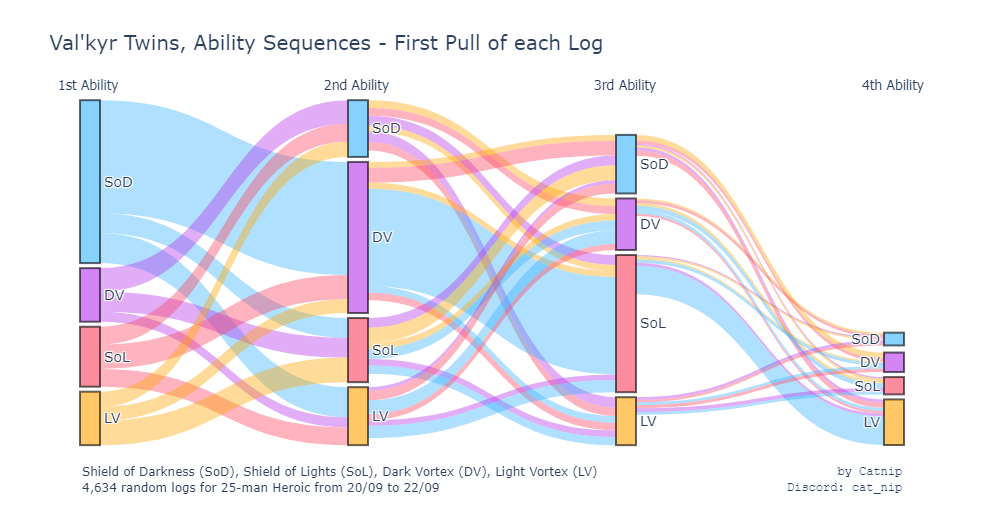 Val'kyr Twins, Ability Sequences - First Pull of each Log
1st Ability 2nd Ability 3rd Ability 4th Ability
SoD
DV
SoL
LV
SoD
DV
SoL
LV
SoD
DV
SoL
LV
SoD
DV
SoL
LV
Shield of Darkness (SoD), Shield of Lights (SoL), Dark Vortex (DV), Light Vortex (LV)
4,634 random logs for 25-man Heroic from 20/09 to 22/09
by Catnip
Discord: cat_nip